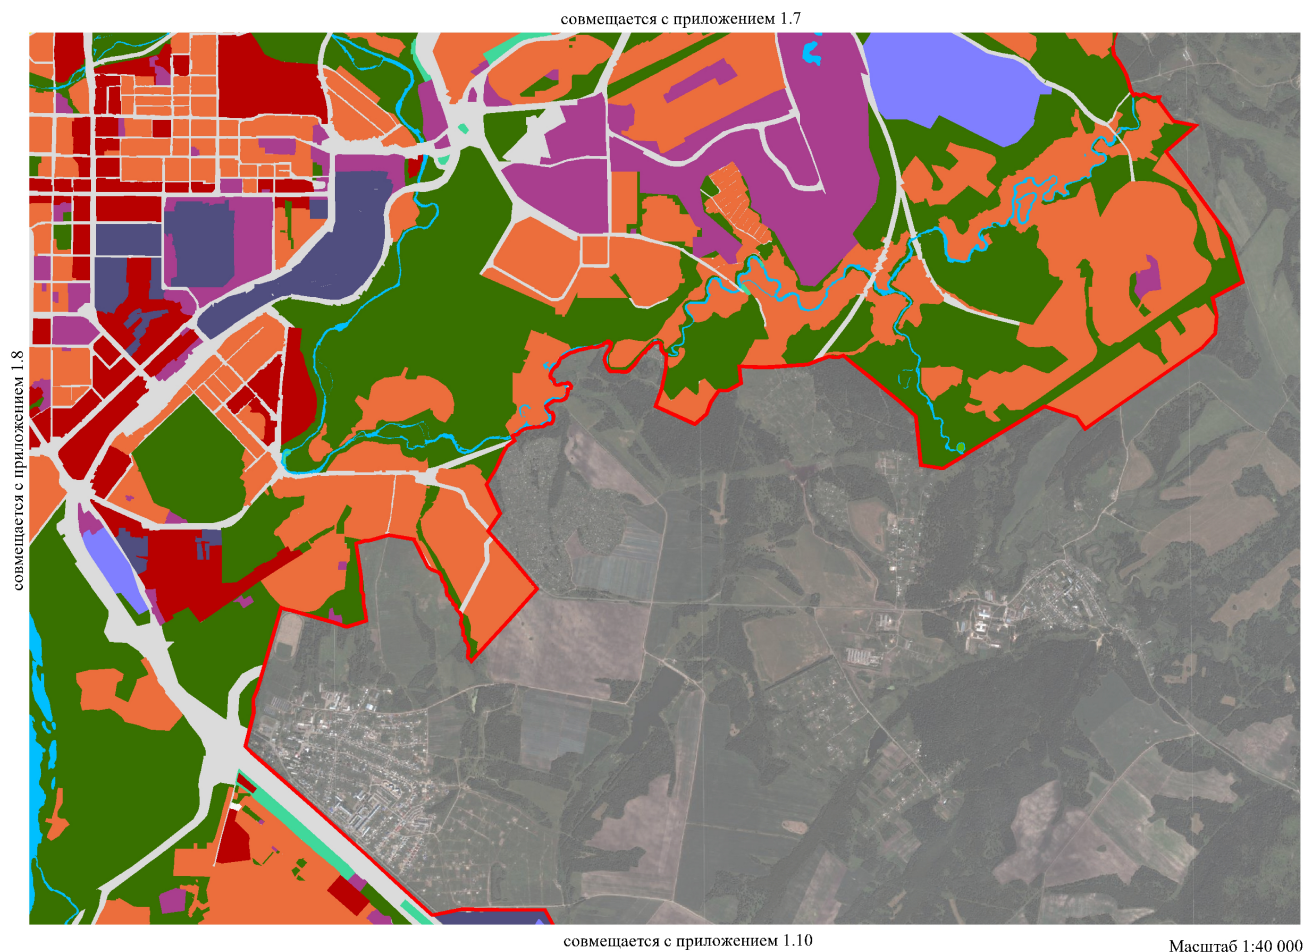 совмещается с приложением 1.7
совмещается с приложением 1.8
совмещается с приложением 1.10
Масштаб 1:40 000